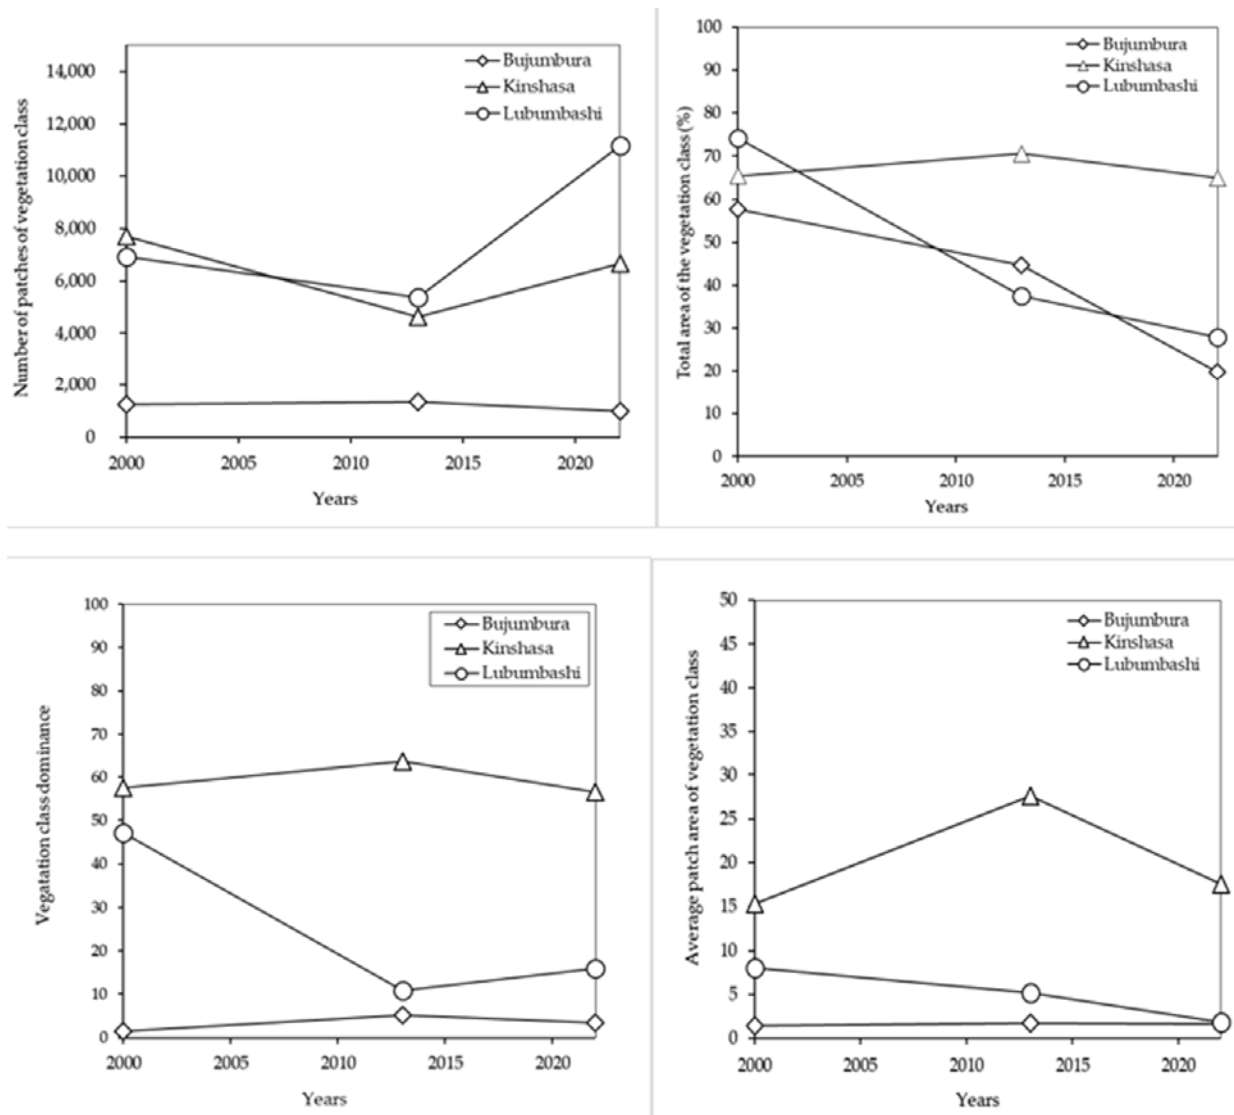 Number of patches of vegetation class
14,000
12,000
10,000
8,000
6,000
4,000
2,000
0
2000 2005 2010 2015 2020
Years
Bujumbura
Kinshasa
Lubumbashi
Total area of the vegetation class (%)
100
90
80
70
60
50
40
30
20
10
0
2000 2005 2010 2015 2020
Years
Bujumbura
Kinshasa
Lubumbashi
Vegatation class dominance
100
90
80
70
60
50
40
30
20
10
0
2000 2005 2010 2015 2020
Years
Bujumbura
Kinshasa
Lubumbashi
Average patch area of vegetation class
50
45
40
35
30
25
20
15
10
5
0
2000 2005 2010 2015 2020
Years
Bujumbura
Kinshasa
Lubumbashi